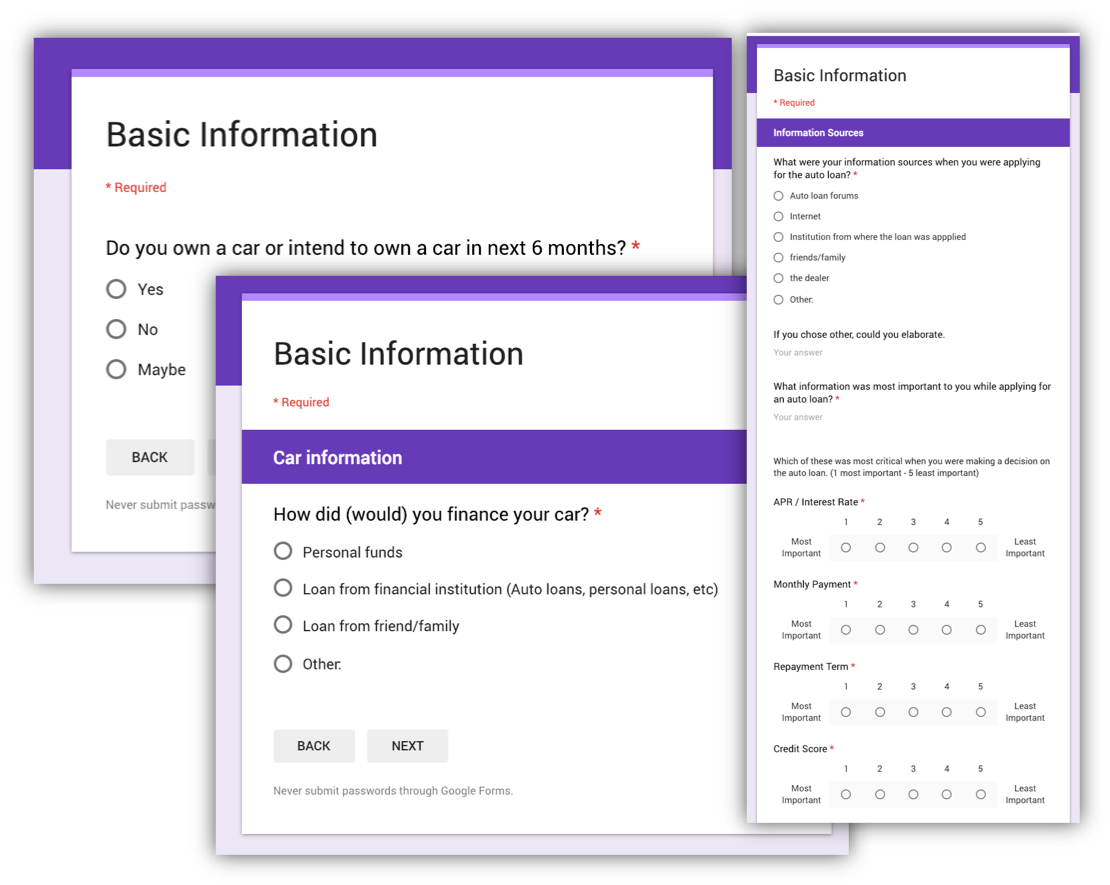 Basic Information
* Required
Do you own a car or intend to own a car in next 6 months? *
Yes
No
Maybe
BACK
Never submit passw
Basic Information
* Required
Car information
How did (would) you finance your car? *
Personal funds
Loan from financial institution (Auto loans, personal loans, etc)
Loan from friend/family
Other:
BACK NEXT
Never submit passwords through Google Forms.
Basic Information
* Required
Information Sources
What were your information sources when you were applying
for the auto loan? *
Auto loan forums
Internet
Institution from where the loan was appplied
friends/family
the dealer
Other:
If you chose other, could you elaborate.
Your answer
What information was most important to you while applying for
an auto loan? *
Your answer
Which of these was most critical when you were making a decision on
the auto loan. (1 most important - 5 least important)
APR / Interest Rate *
1 2 3 4 5
Most Least
Important Important
Monthly Payment *
1 2 3 4 5
Most Least
Important Important
Repayment Term *
1 2 3 4 5
Most Least
Important Important
Credit Score *
1 2 3 4 5
Most Least
Important Important